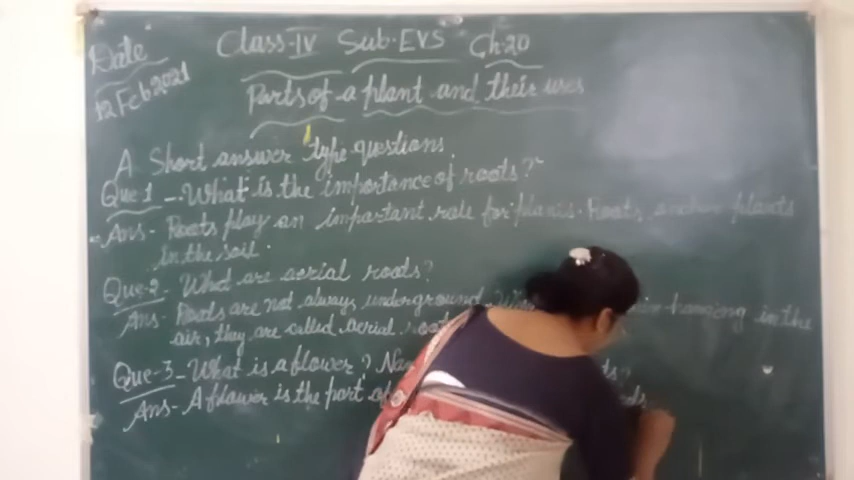 Date
12 Feb 2021
Class-IV Sub-EVS Ch-20
Parts of a plant and their uses
A. Short answer type questions.
Que 1 - What is the importance of roots?
Ans - Roots play an important role for plants. Roots anchor plants
in the soil.
Que-2. What are aerial roots?
Ans - Roots are not always underground. hanging in the
air, they are called aerial
Que-3 - What is a flower?
Ans - A flower is the part of